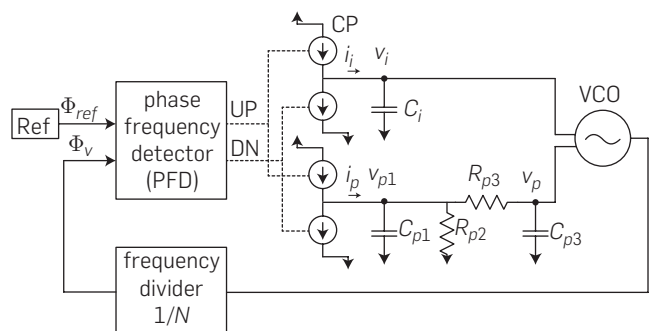 CP
i_i v_i
phase
frequency
detector
(PFD)
Φ_ref
Ref
Φ_v
UP
DN
C_i
VCO
i_p v_p1
R_p3
v_p
C_p1
R_p2
C_p3
frequency
divider
1/N